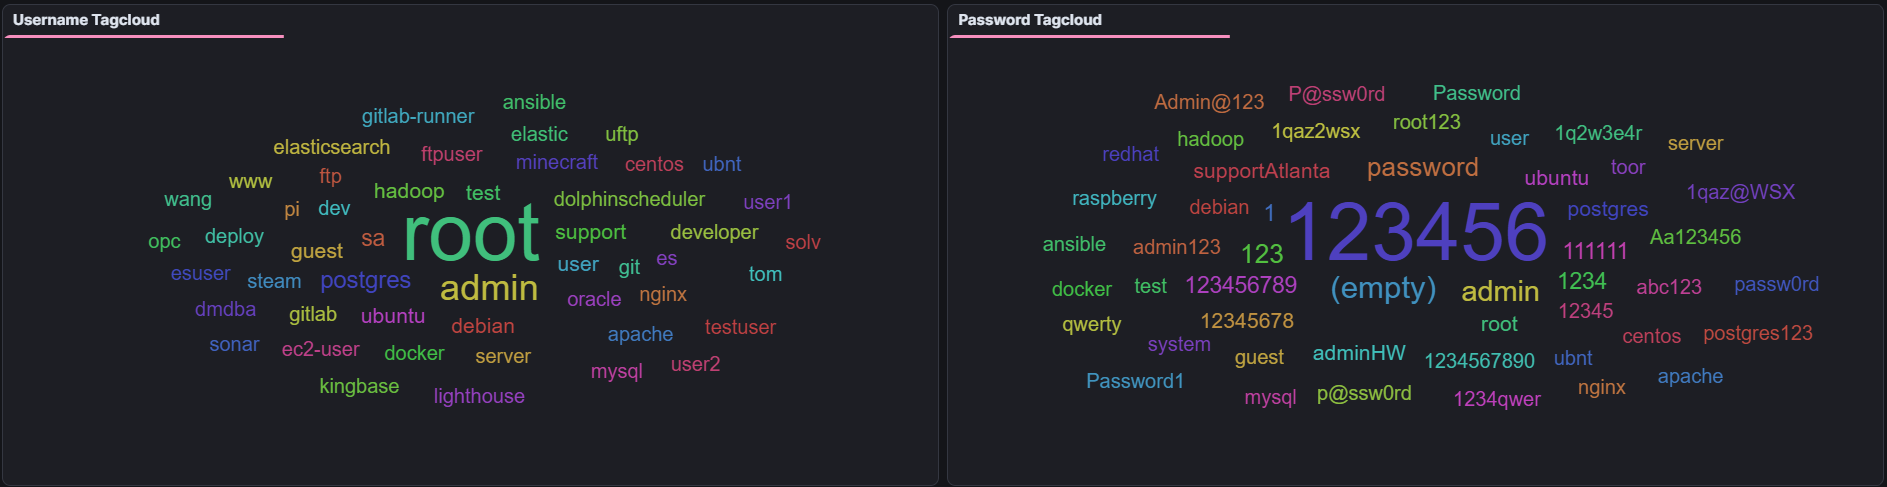 Username Tagcloud
ansible
gitlab-runner
elastic
uftp
elasticsearch
ftpuser
minecraft
centos
ubnt
www
ftp
hadoop
test
dolphinscheduler
wang
pi
dev
user1
root
opc
deploy
guest
sa
support
developer
solv
esuser
steam
postgres
user
git
es
tom
admin
oracle
nginx
dmdba
gitlab
ubuntu
debian
apache
testuser
sonar
ec2-user
docker
server
mysql
user2
kingbase
lighthouse
Password Tagcloud
Admin@123
P@ssw0rd
Password
hadoop
1qaz2wsx
root123
user
1q2w3e4r
server
redhat
supportAtlanta
password
ubuntu
toor
raspberry
debian
1
123456
postgres
1qaz@WSX
ansible
admin123
123
111111
Aa123456
docker
test
123456789
(empty)
admin
1234
abc123
passw0rd
qwerty
12345678
root
12345
system
guest
adminHW
1234567890
ubnt
centos
postgres123
Password1
mysql
p@ssw0rd
1234qwer
nginx
apache